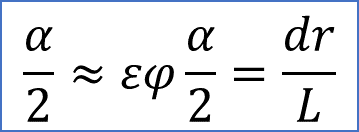 α/2 ≈ εφ α/2 = dr/L